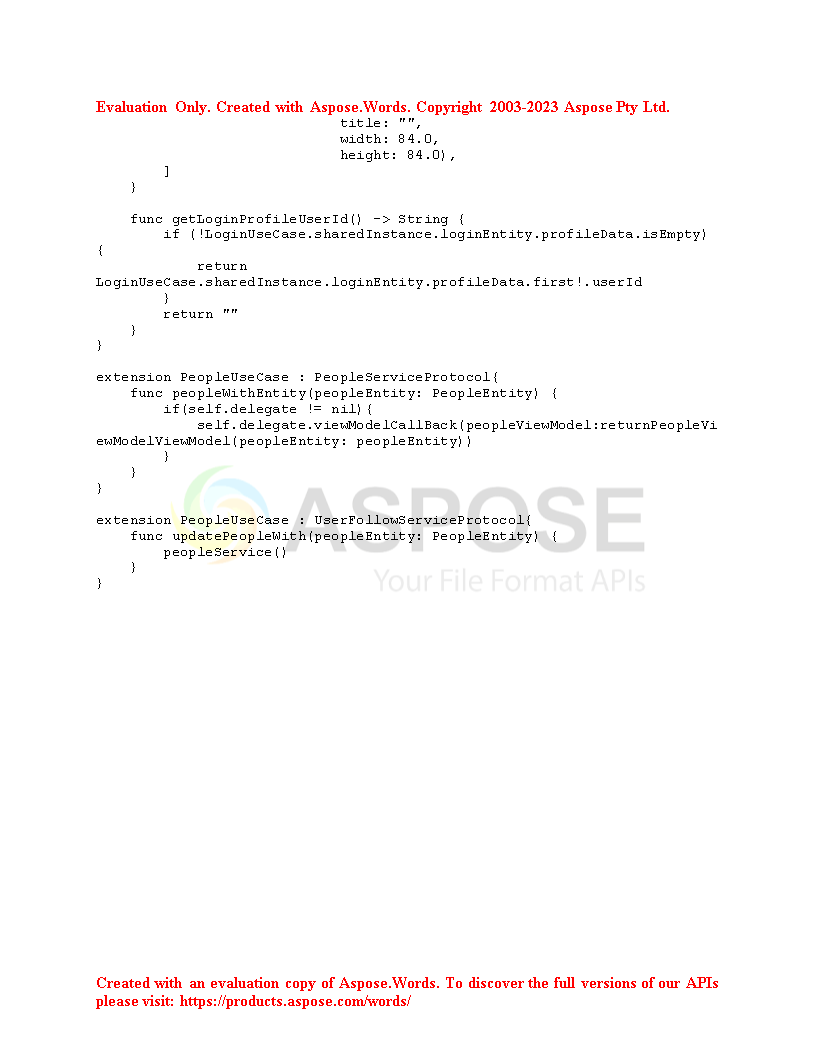 Evaluation Only. Created with Aspose.Words. Copyright 2003-2023 Aspose Pty Ltd.
title: "",
width: 84.0,
height: 84.0),
]
}
func getLoginProfileUserId() -> String {
if (!LoginUseCase.sharedInstance.loginEntity.profileData.isEmpty)
{
return
LoginUseCase.sharedInstance.loginEntity.profileData.first!.userId
}
return ""
}
}
extension PeopleUseCase : PeopleServiceProtocol{
func peopleWithEntity(peopleEntity: PeopleEntity) {
if(self.delegate != nil){
self.delegate.viewModelCallBack(peopleViewModel:returnPeopleVi
ewModelViewModel(peopleEntity: peopleEntity))
}
}
}
extension PeopleUseCase : UserFollowServiceProtocol{
func updatePeopleWith(peopleEntity: PeopleEntity) {
peopleService()
}
}
ASPOSE
Your File Format APIs
Created with an evaluation copy of Aspose.Words. To discover the full versions of our APIs
please visit: https://products.aspose.com/words/